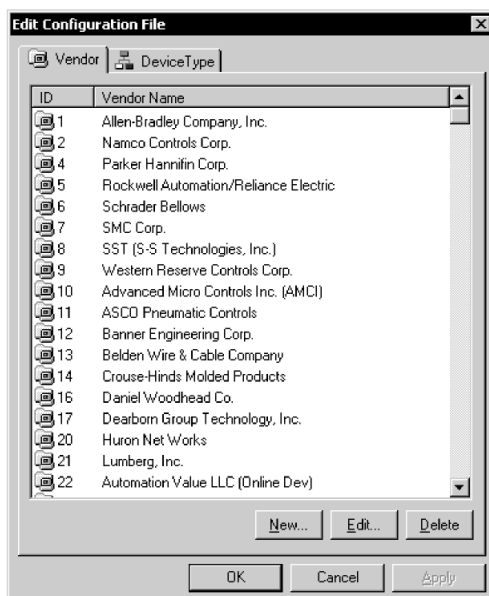 Edit Configuration File
Vendor DeviceType
ID Vendor Name
1 Allen-Bradley Company, Inc.
2 Namco Controls Corp.
4 Parker Hannifin Corp.
5 Rockwell Automation/Reliance Electric
6 Schrader Bellows
7 SMC Corp.
8 SST (S-S Technologies, Inc.)
9 Western Reserve Controls Corp.
10 Advanced Micro Controls Inc. (AMCI)
11 ASCO Pneumatic Controls
12 Banner Engineering Corp.
13 Belden Wire & Cable Company
14 Crouse-Hinds Molded Products
16 Daniel Woodhead Co.
17 Dearborn Group Technology, Inc.
20 Huron Net Works
21 Lumberg, Inc.
22 Automation Value LLC (Online Dev)
New... Edit... Delete
OK Cancel Apply